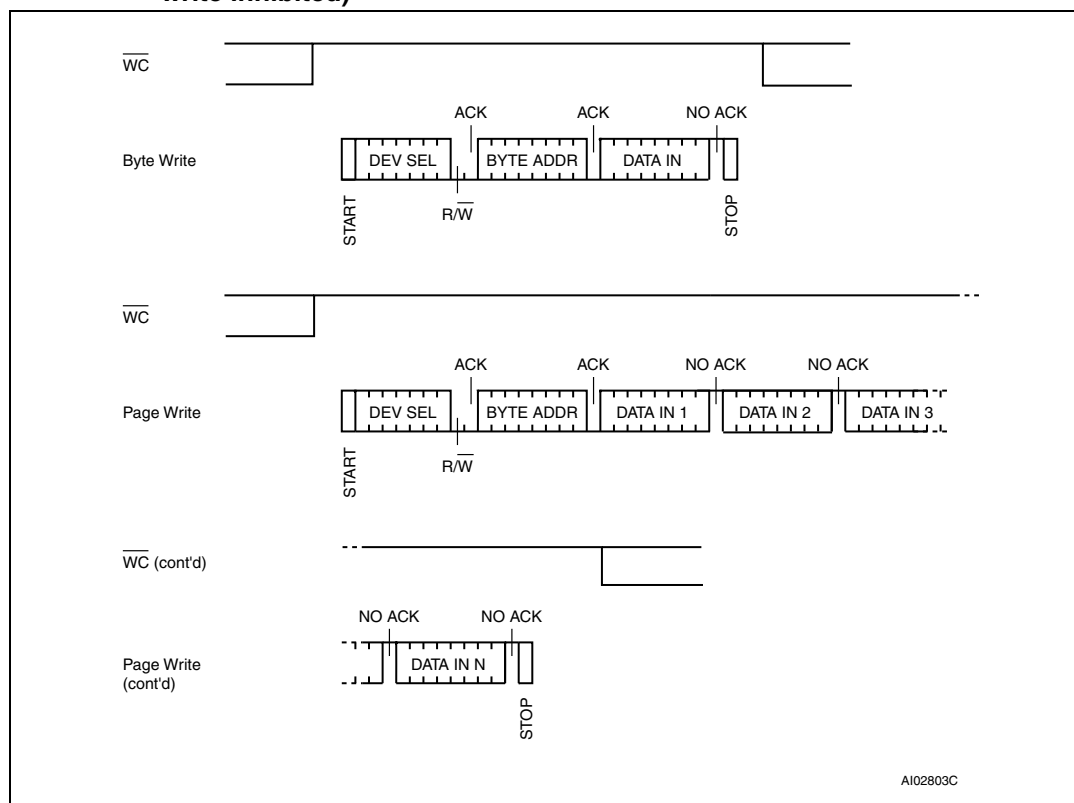 write inhibited)
WC
ACK ACK NO ACK
Byte Write DEV SEL BYTE ADDR DATA IN
START R/W STOP
WC
ACK ACK NO ACK NO ACK
Page Write DEV SEL BYTE ADDR DATA IN 1 DATA IN 2 DATA IN 3
START R/W
WC (cont'd)
NO ACK NO ACK
Page Write DATA IN N
(cont'd)
STOP
AI02803C